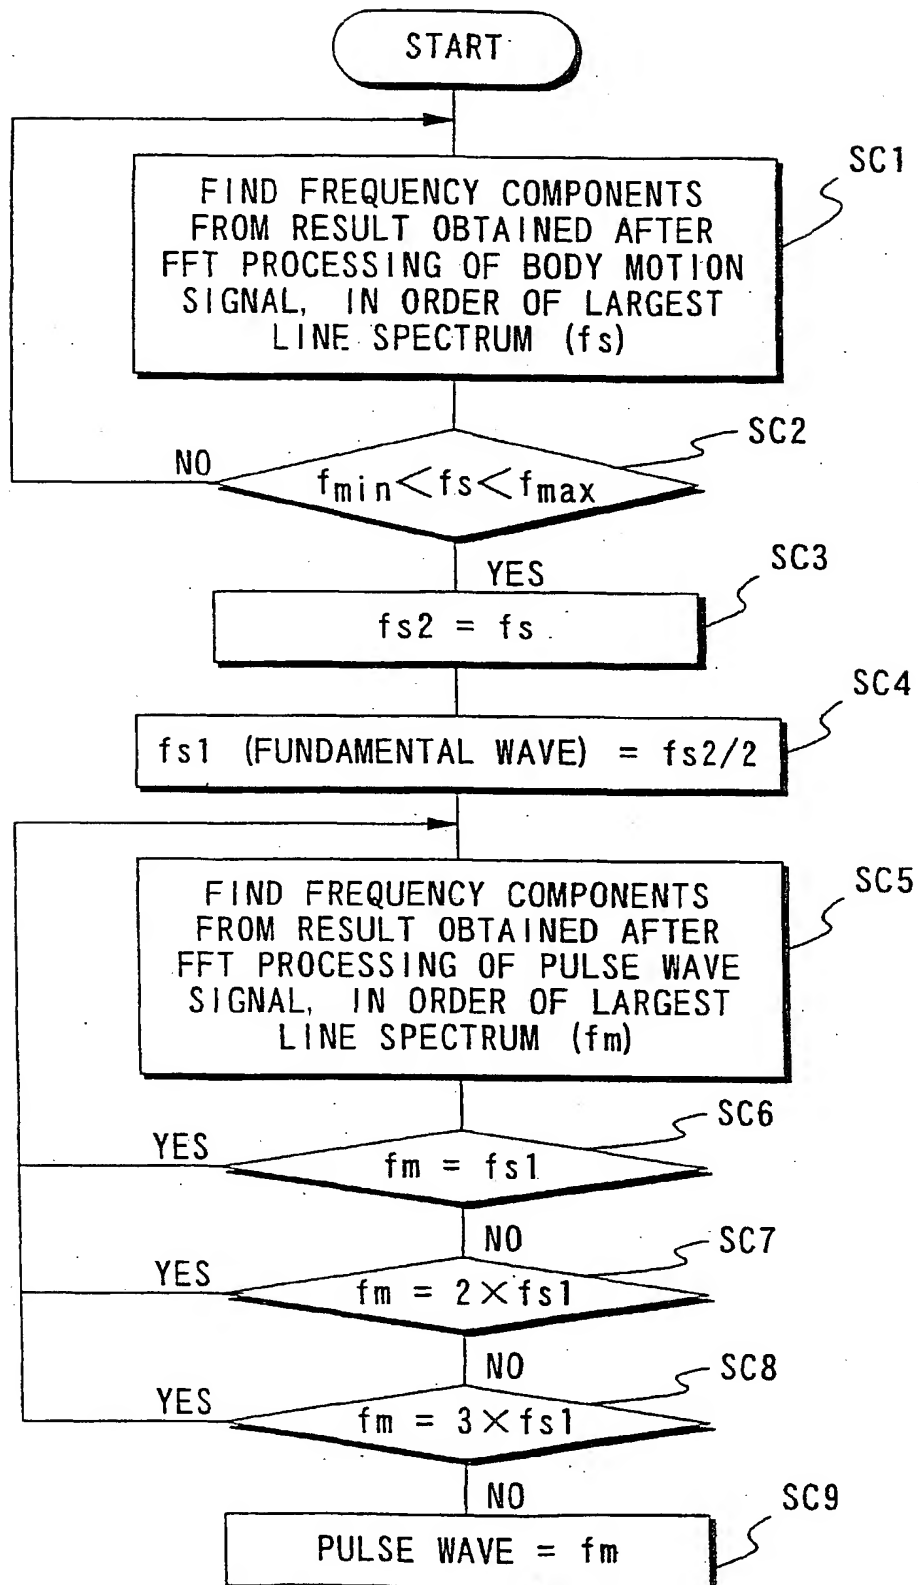 START
SC1
FIND FREQUENCY COMPONENTS
FROM RESULT OBTAINED AFTER
FFT PROCESSING OF BODY MOTION
SIGNAL, IN ORDER OF LARGEST
LINE SPECTRUM (fs)
SC2
NO
fmin<fs<fmax
YES
SC3
fs2 = fs
SC4
fs1 (FUNDAMENTAL WAVE) = fs2/2
SC5
FIND FREQUENCY COMPONENTS
FROM RESULT OBTAINED AFTER
FFT PROCESSING OF PULSE WAVE
SIGNAL, IN ORDER OF LARGEST
LINE SPECTRUM (fm)
SC6
YES
fm = fs1
NO
SC7
YES
fm = 2×fs1
NO
SC8
YES
fm = 3×fs1
NO
SC9
PULSE WAVE = fm